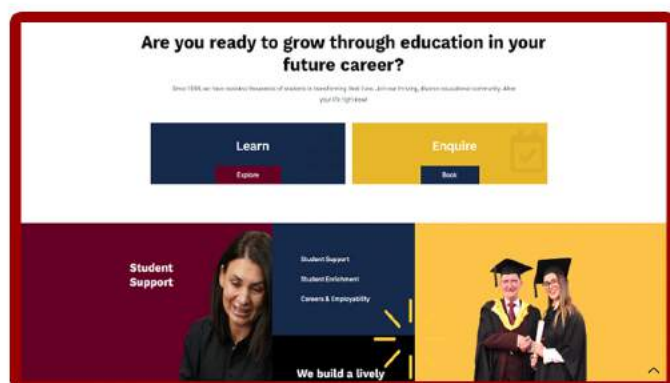 Are you ready to grow through education in your
future career?
Learn
Enquire
Explore
Book
Student
Support
Student Support
Student Enrichment
Careers & Employability
We build a lively